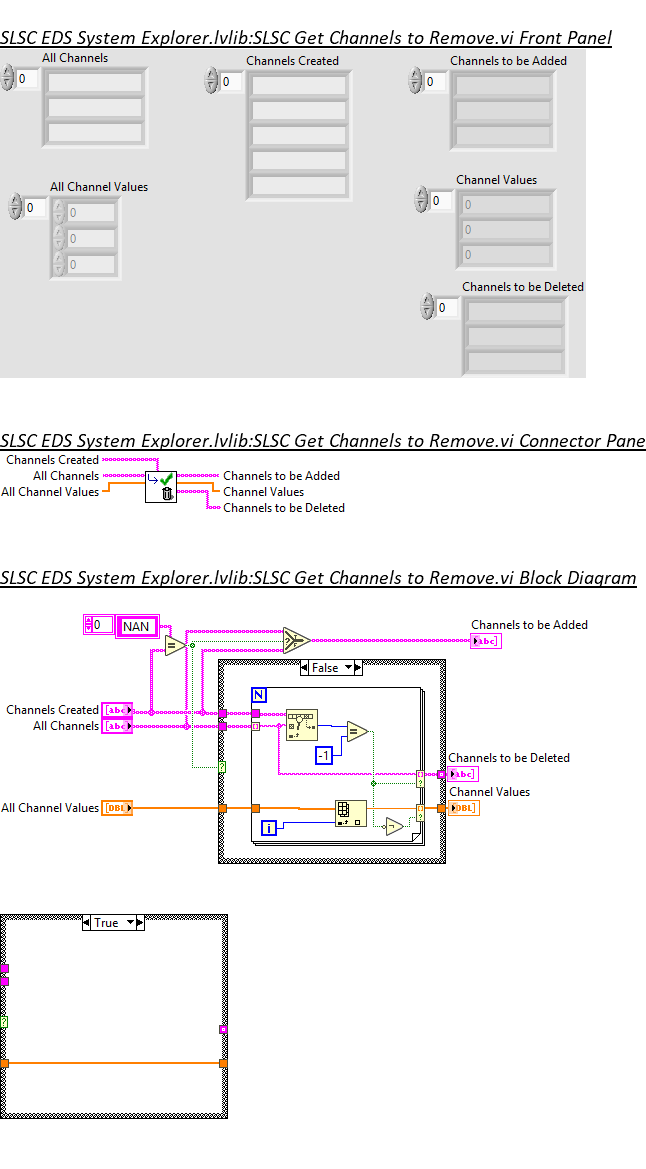 SLSC EDS System Explorer.lvlib:SLSC Get Channels to Remove.vi Front Panel
All Channels
Channels Created
Channels to be Added
0
0
0
All Channel Values
Channel Values
0
0
0
0
0
0
0
0
Channels to be Deleted
0
SLSC EDS System Explorer.lvlib:SLSC Get Channels to Remove.vi Connector Pane
Channels Created
All Channels
Channels to be Added
All Channel Values
Channel Values
Channels to be Deleted
SLSC EDS System Explorer.lvlib:SLSC Get Channels to Remove.vi Block Diagram
0
NAN
=
?
Channels to be Added
[abc]
False
N
Channels Created
[abc]
All Channels
[abc]
=
-1
Channels to be Deleted
[abc]
?
Channel Values
All Channel Values
[DBL]
[DBL]
i
True
?